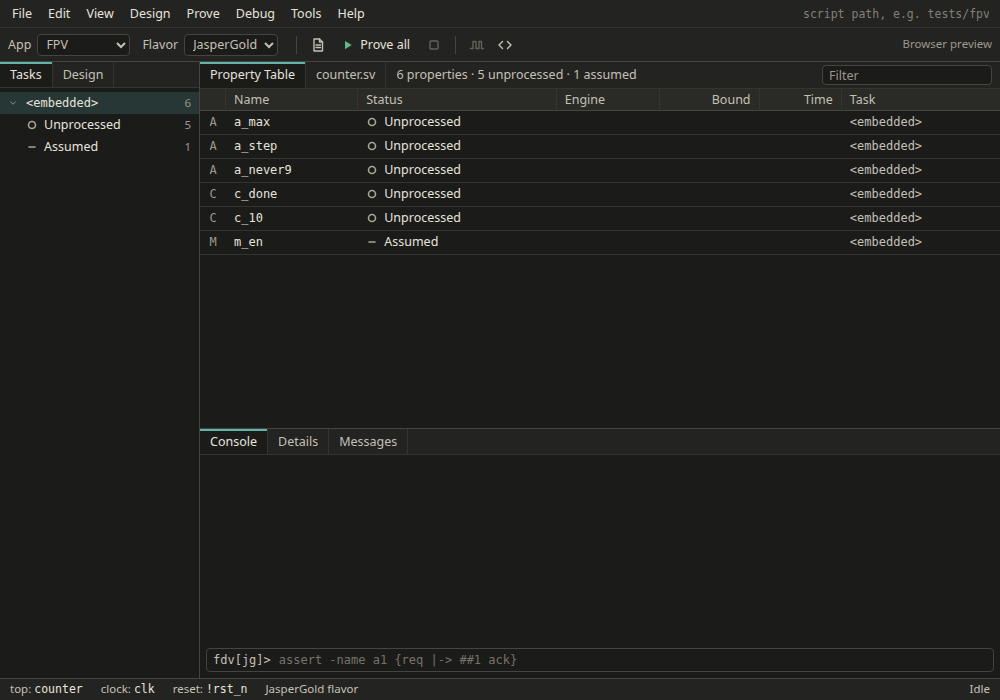 File Edit View Design Prove Debug Tools Help script path, e.g. tests/fpv
App FPV Flavor JasperGold Prove all Browser preview
Tasks Design Property Table counter.sv 6 properties · 5 unprocessed · 1 assumed Filter
<embedded> 6
Unprocessed 5
Assumed 1
Name Status Engine Bound Time Task
A a_max Unprocessed <embedded>
A a_step Unprocessed <embedded>
A a_never9 Unprocessed <embedded>
C c_done Unprocessed <embedded>
C c_10 Unprocessed <embedded>
M m_en Assumed <embedded>
Console Details Messages
fdv[jg]> assert -name a1 {req |-> ##1 ack}
top: counter clock: clk reset: !rst_n JasperGold flavor Idle